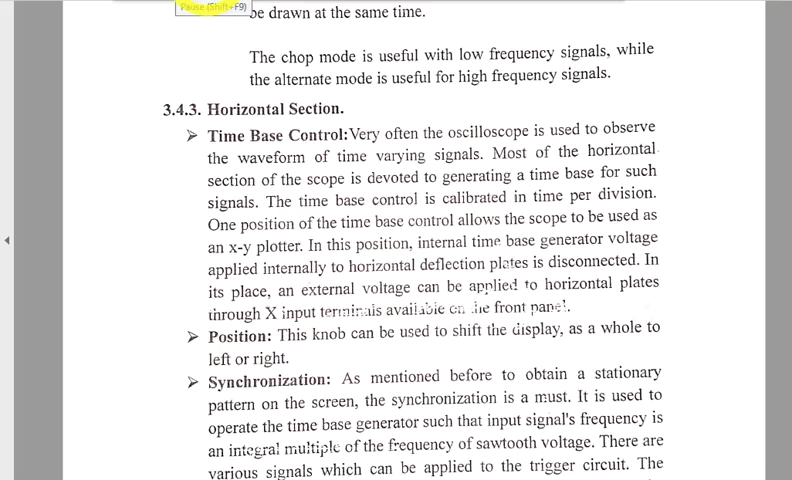 Pause (Shift+F9)
be drawn at the same time.
The chop mode is useful with low frequency signals, while
the alternate mode is useful for high frequency signals.
3.4.3. Horizontal Section.
➤ Time Base Control:Very often the oscilloscope is used to observe
the waveform of time varying signals. Most of the horizontal
section of the scope is devoted to generating a time base for such
signals. The time base control is calibrated in time per division.
One position of the time base control allows the scope to be used as
an x-y plotter. In this position, internal time base generator voltage
applied internally to horizontal deflection plates is disconnected. In
its place, an external voltage can be applied to horizontal plates
through X input terminals available on the front panel.
➤ Position: This knob can be used to shift the display, as a whole to
left or right.
➤ Synchronization: As mentioned before to obtain a stationary
pattern on the screen, the synchronization is a must. It is used to
operate the time base generator such that input signal's frequency is
an integral multiple of the frequency of sawtooth voltage. There are
various signals which can be applied to the trigger circuit. The